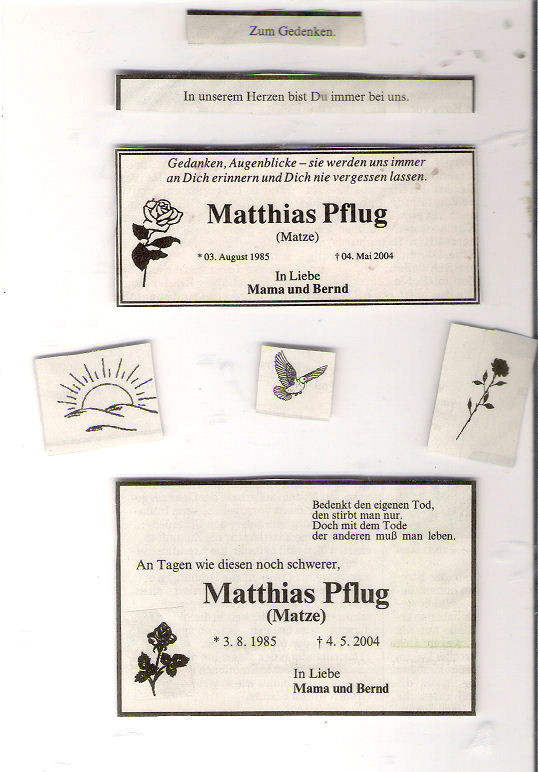 Zum Gedenken.
In unserem Herzen bist Du immer bei uns.
Gedanken, Augenblicke – sie werden uns immer
an Dich erinnern und Dich nie vergessen lassen.
Matthias Pflug
(Matze)
* 03. August 1985 † 04. Mai 2004
In Liebe
Mama und Bernd
Bedenkt den eigenen Tod,
den stirbt man nur.
Doch mit dem Tode
der anderen muß man leben.
An Tagen wie diesen noch schwerer,
Matthias Pflug
(Matze)
* 3. 8. 1985 † 4. 5. 2004
In Liebe
Mama und Bernd